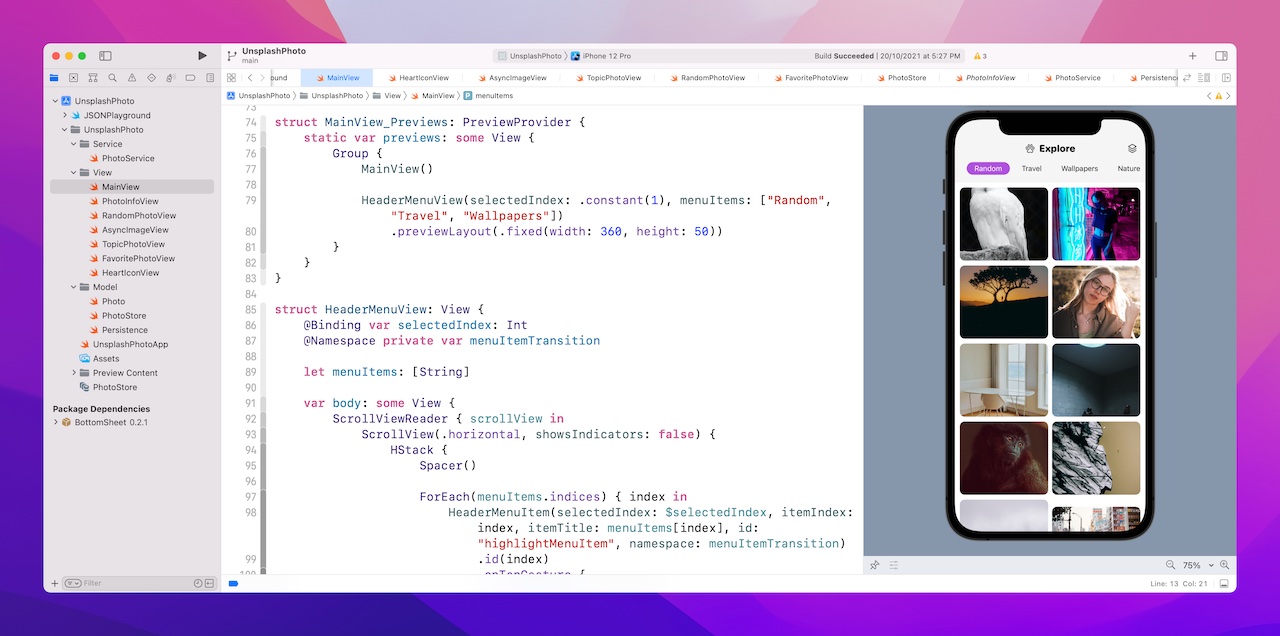 UnsplashPhoto
main
UnsplashPhoto
iPhone 12 Pro
Build Succeeded | 20/10/2021 at 5:27 PM
3
ound
MainView
HeartIconView
AsyncImageView
TopicPhotoView
RandomPhotoView
FavoritePhotoView
PhotoStore
PhotoInfoView
PhotoService
Persistenc
UnsplashPhoto
UnsplashPhoto
View
MainView
P menuItems
UnsplashPhoto
JSONPlayground
UnsplashPhoto
Service
PhotoService
View
MainView
PhotoInfoView
RandomPhotoView
AsyncImageView
TopicPhotoView
FavoritePhotoView
HeartIconView
Model
Photo
PhotoStore
Persistence
UnsplashPhotoApp
Assets
Preview Content
PhotoStore
Package Dependencies
BottomSheet 0.2.1
Filter
73
74 struct MainView_Previews: PreviewProvider {
75 static var previews: some View {
76 Group {
77 MainView()
78
79 HeaderMenuView(selectedIndex: .constant(1), menuItems: ["Random",
"Travel", "Wallpapers"])
80 .previewLayout(.fixed(width: 360, height: 50))
81 }
82 }
83 }
84
85 struct HeaderMenuView: View {
86 @Binding var selectedIndex: Int
87 @Namespace private var menuItemTransition
88
89 let menuItems: [String]
90
91 var body: some View {
92 ScrollViewReader { scrollView in
93 ScrollView(.horizontal, showsIndicators: false) {
94 HStack {
95 Spacer()
96
97 ForEach(menuItems.indices) { index in
98 HeaderMenuItem(selectedIndex: $selectedIndex, itemIndex:
index, itemTitle: menuItems[index], id:
"highlightMenuItem", namespace: menuItemTransition)
99 .id(index)
100 .onTapGesture {
Explore
Random
Travel
Wallpapers
Nature
75%
Line: 13 Col: 21